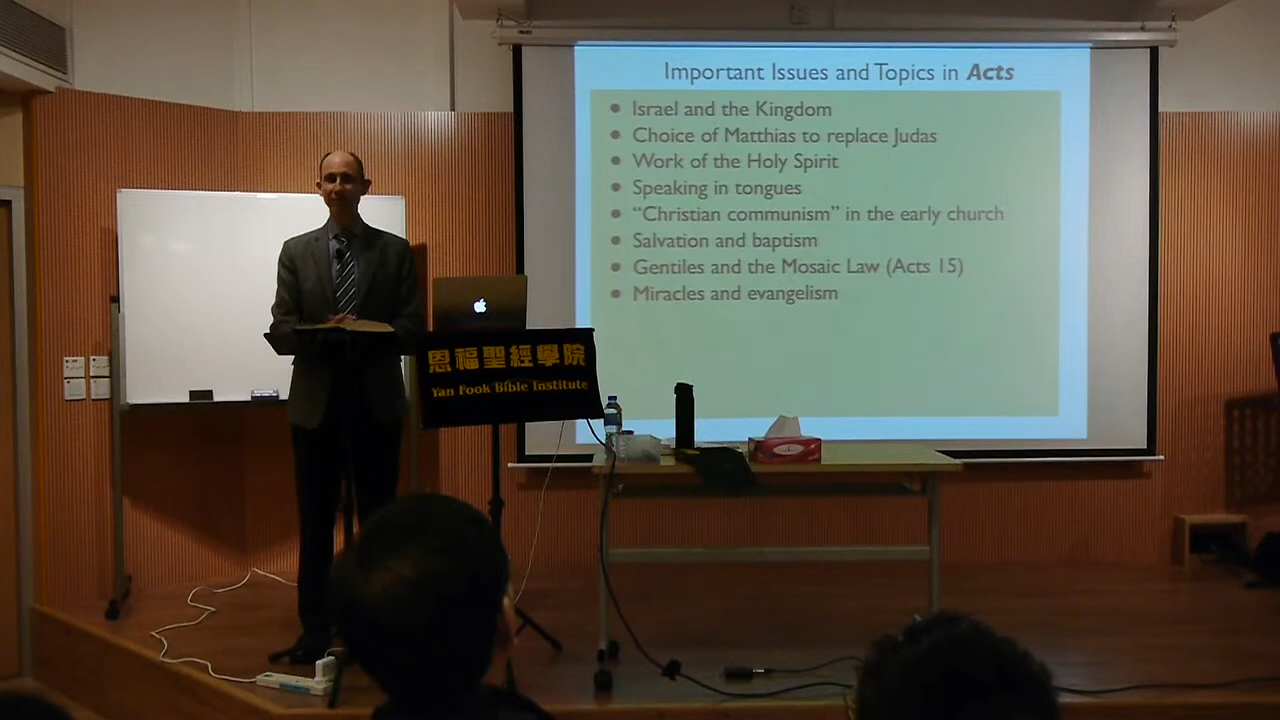 Important Issues and Topics in Acts
• Israel and the Kingdom
• Choice of Matthias to replace Judas
• Work of the Holy Spirit
• Speaking in tongues
• “Christian communism” in the early church
• Salvation and baptism
• Gentiles and the Mosaic Law (Acts 15)
• Miracles and evangelism
恩福聖經學院
Yan Fook Bible Institute